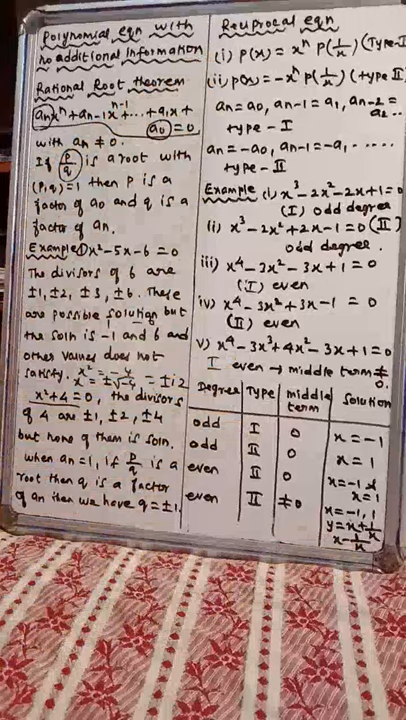 Polynomial eqn with
no additional Information
Rational Root theorem
aₙxⁿ+aₙ₋₁xⁿ⁻¹+...+a₁x+
a₀=0
with aₙ ≠ 0.
If p/q is a root with
(P,q)=1 then p is a
factor of a₀ and q is a
factor of aₙ.
Example ① x²-5x-6=0
The divisors of 6 are
±1, ±2, ±3, ±6. These
are possible solution but
the soln is -1 and 6 and
other values does not
satisfy. x²=-4
x=±√-4=±i2
x²+4=0, the divisors
of 4 are ±1, ±2, ±4
but none of them is soln.
when aₙ=1, if p/q is a
root then q is a factor
of aₙ then we have q=±1.
Reciprocal eqn
(i) P(x)=xⁿ P(1/x) (Type-I
(ii) p(x)=-xⁿ P(1/x) (type II)
aₙ=a₀, aₙ₋₁=a₁, aₙ₋₂=
a₂..
type-I
aₙ=-a₀, aₙ₋₁=-a₁.....
type-II
Example (i) x³-2x²-2x+1=0
(I) odd degree
(ii) x³-2x²+2x-1=0 (II)
odd degree.
iii) x⁴-3x³-3x+1=0
(I) even
iv) x⁴-3x³+3x-1=0
(II) even
v) x⁴-3x³+4x²-3x+1=0
I even → middle term ≠
0.
Degree Type middle term Solution
odd I 0 x=-1
odd II 0 x=1
even II 0 x=-1 &
x=1
even II ≠0 x=-1,1
y=x+1/x
x-1/x